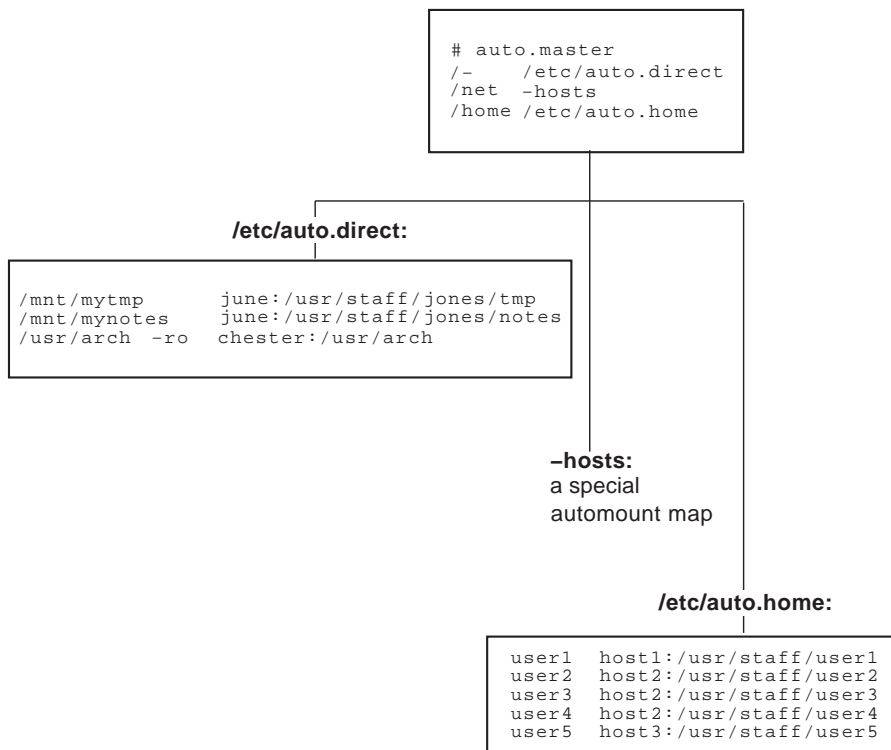 # auto.master
/-    /etc/auto.direct
/net  -hosts
/home /etc/auto.home
/etc/auto.direct:
/mnt/mytmp      june:/usr/staff/jones/tmp
/mnt/mynotes    june:/usr/staff/jones/notes
/usr/arch  -ro  chester:/usr/arch
–hosts:
a special
automount map
/etc/auto.home:
user1  host1:/usr/staff/user1
user2  host2:/usr/staff/user2
user3  host2:/usr/staff/user3
user4  host2:/usr/staff/user4
user5  host3:/usr/staff/user5